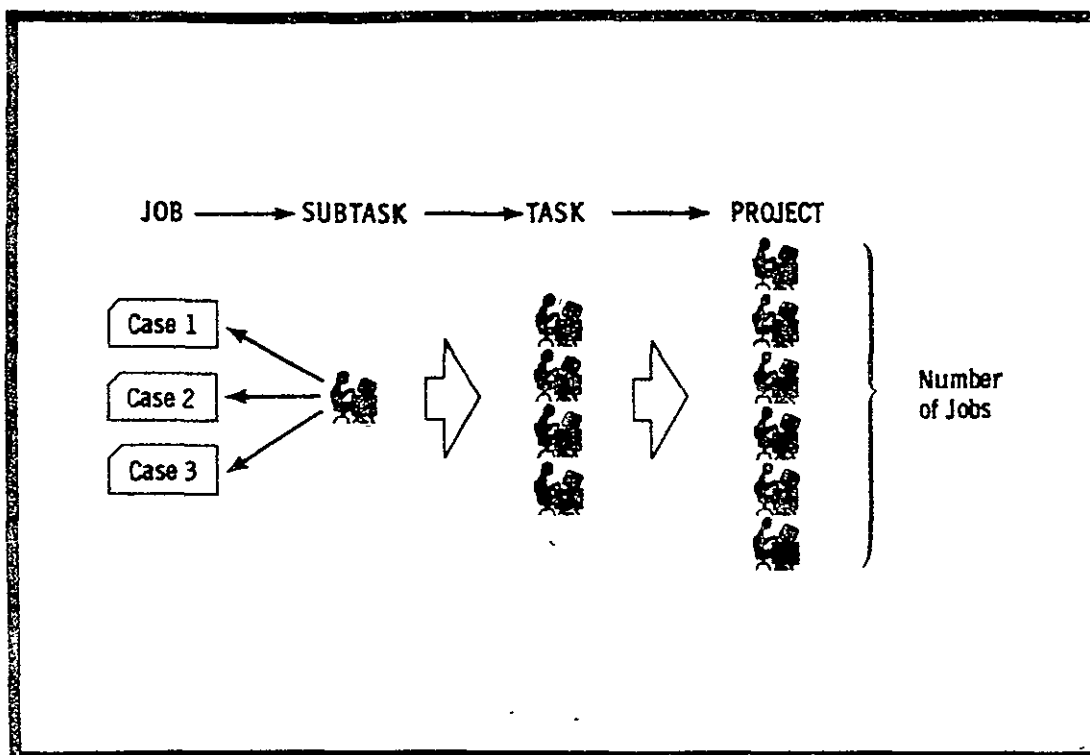 JOB SUBTASK TASK PROJECT
Case 1
Case 2
Case 3
Number
of Jobs